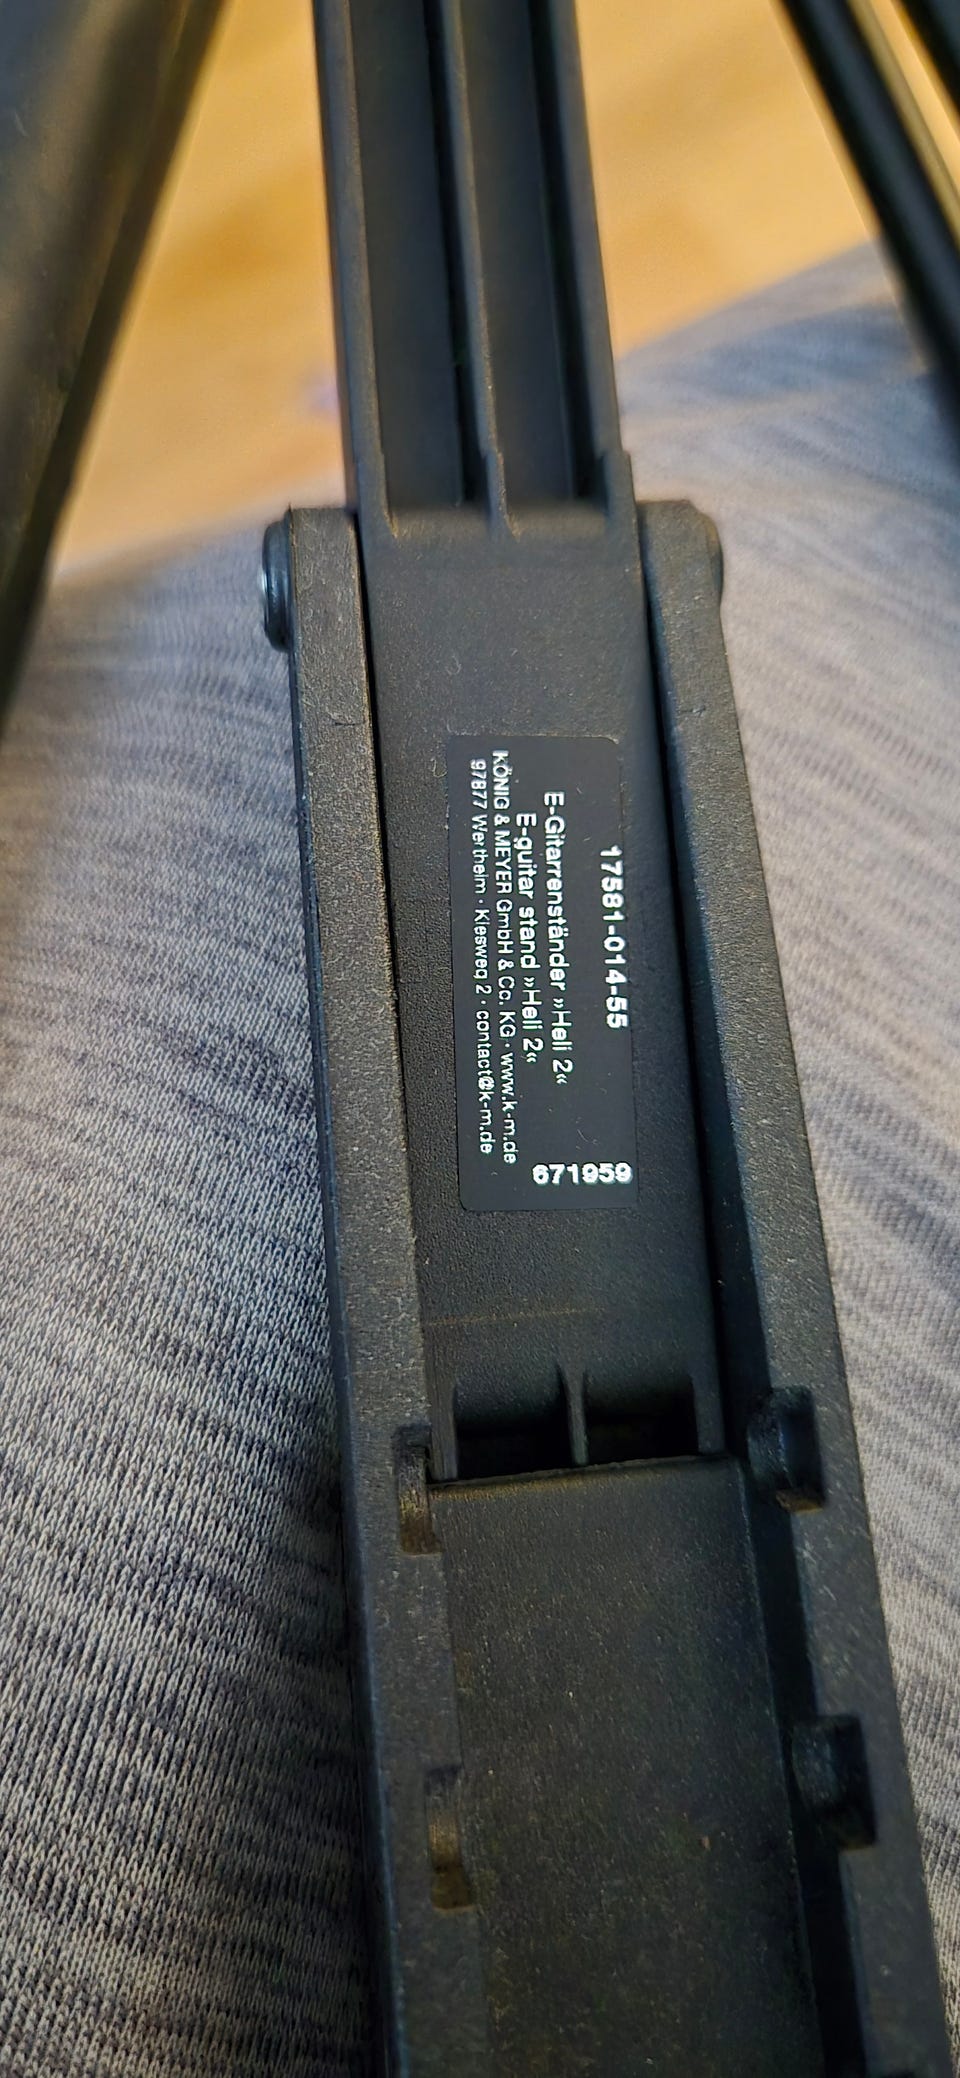 17581-014-55
E-Gitarrenständer »Heli 2«
E-guitar stand »Heli 2«
KÖNIG & MEYER GmbH & Co. KG · www.k-m.de
97877 Wertheim · Kiesweg 2 · contact@k-m.de
671959